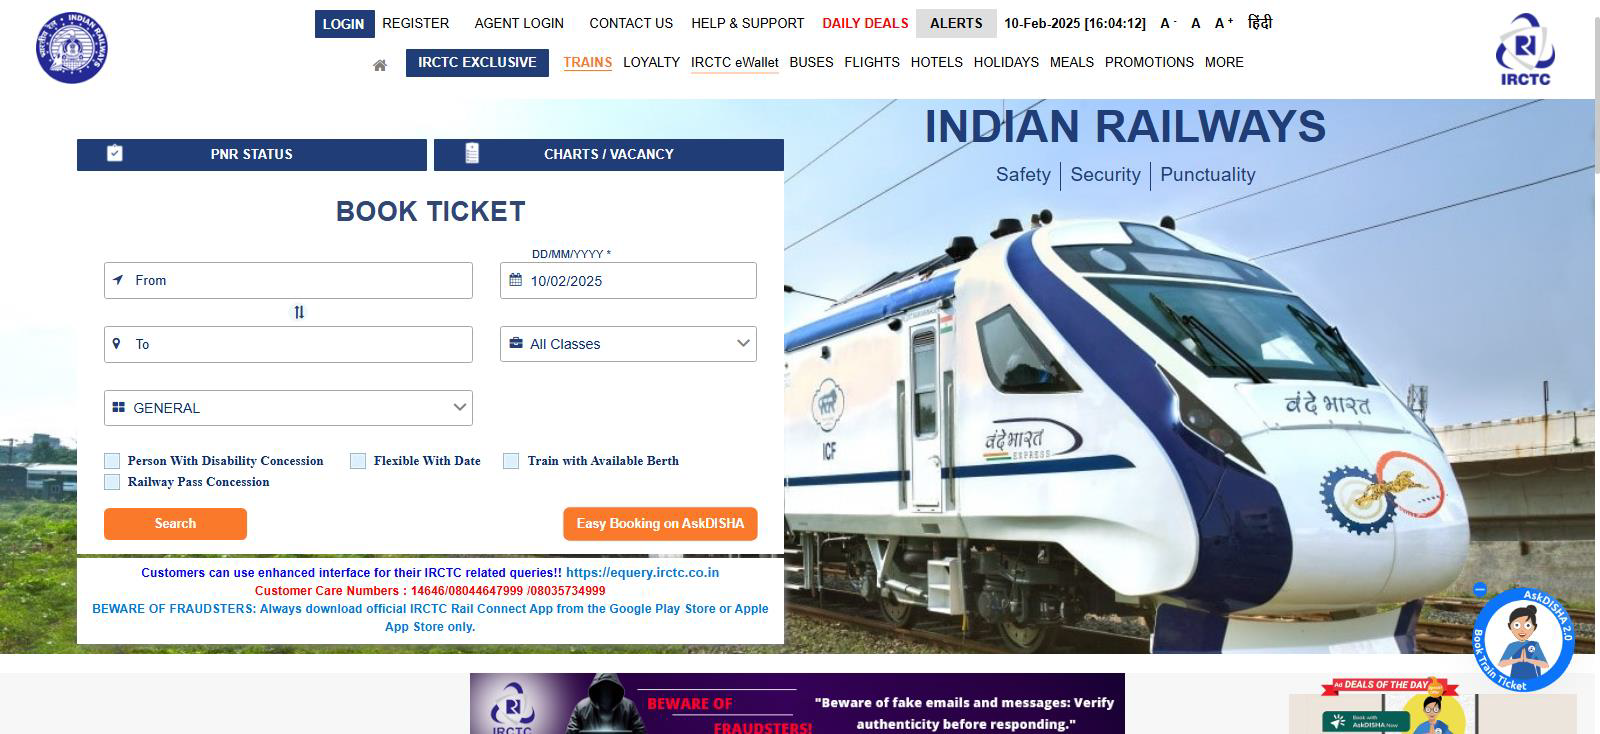 LOGIN REGISTER AGENT LOGIN CONTACT US HELP & SUPPORT DAILY DEALS ALERTS 10-Feb-2025 [16:04:12] A - A A + हिंदी
INDIAN RAILWAYS
भारतीय रेल
IRCTC
IRCTC EXCLUSIVE TRAINS LOYALTY IRCTC eWallet BUSES FLIGHTS HOTELS HOLIDAYS MEALS PROMOTIONS MORE
INDIAN RAILWAYS
Safety | Security | Punctuality
PNR STATUS CHARTS / VACANCY
BOOK TICKET
DD/MM/YYYY *
From 10/02/2025
To All Classes
GENERAL
Person With Disability Concession Flexible With Date Train with Available Berth
Railway Pass Concession
Search Easy Booking on AskDISHA
Customers can use enhanced interface for their IRCTC related queries!! https://equery.irctc.co.in
Customer Care Numbers : 14646/08044647999 /08035734999
BEWARE OF FRAUDSTERS: Always download official IRCTC Rail Connect App from the Google Play Store or Apple
App Store only.
ICF
वंदे भारत
EXPRESS
वंदे भारत
AskDISHA 2.0
Book Train Ticket
IRCTC
BEWARE OF
FRAUDSTERS!
"Beware of fake emails and messages: Verify
authenticity before responding."
Ad DEALS OF THE DAY
Book with
AskDISHA Now